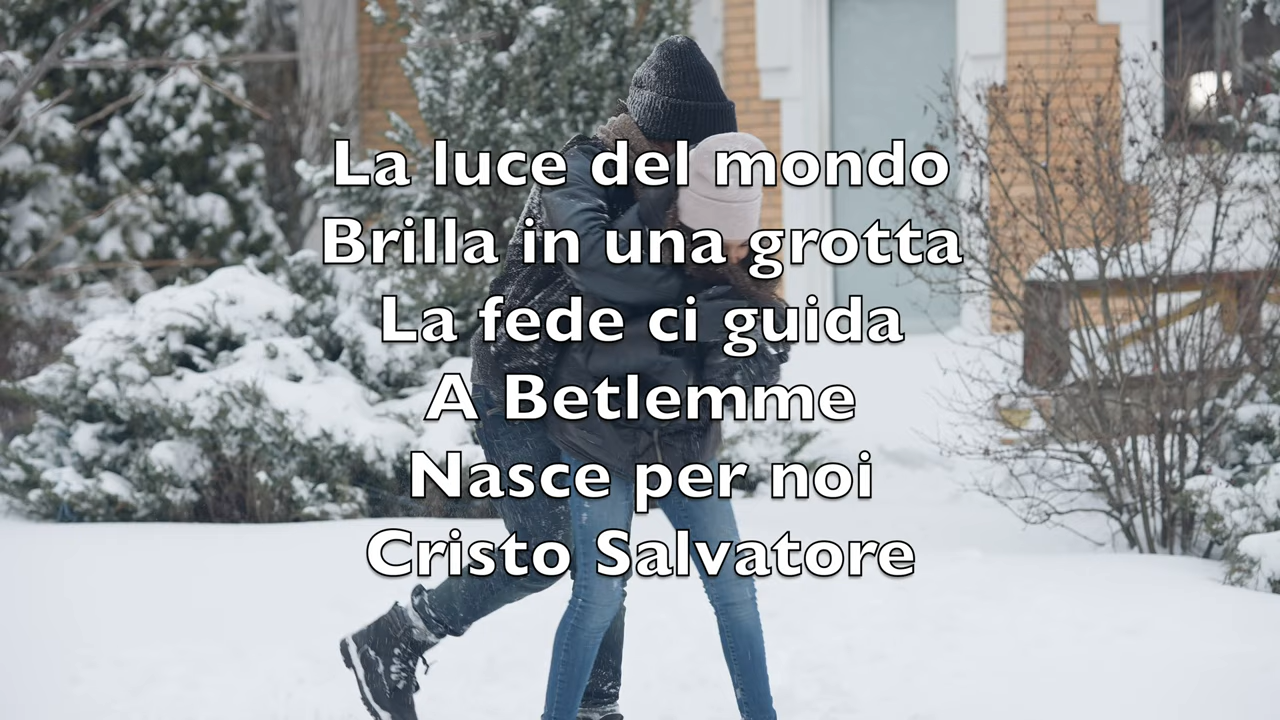 La luce del mondo
Brilla in una grotta
La fede ci guida
A Betlemme
Nasce per noi
Cristo Salvatore